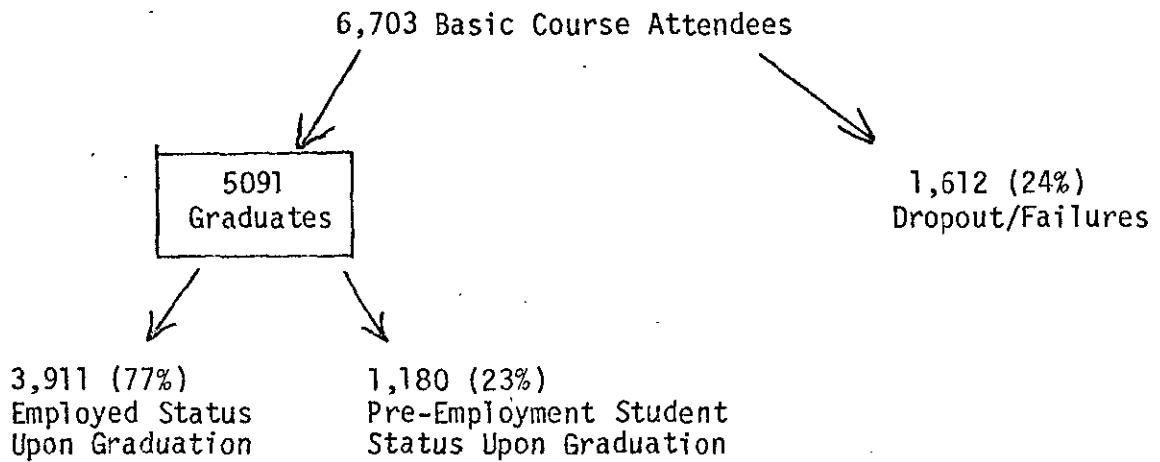 6,703 Basic Course Attendees
5091
Graduates
1,612 (24%)
Dropout/Failures
3,911 (77%)
Employed Status
Upon Graduation
1,180 (23%)
Pre-Employment Student
Status Upon Graduation